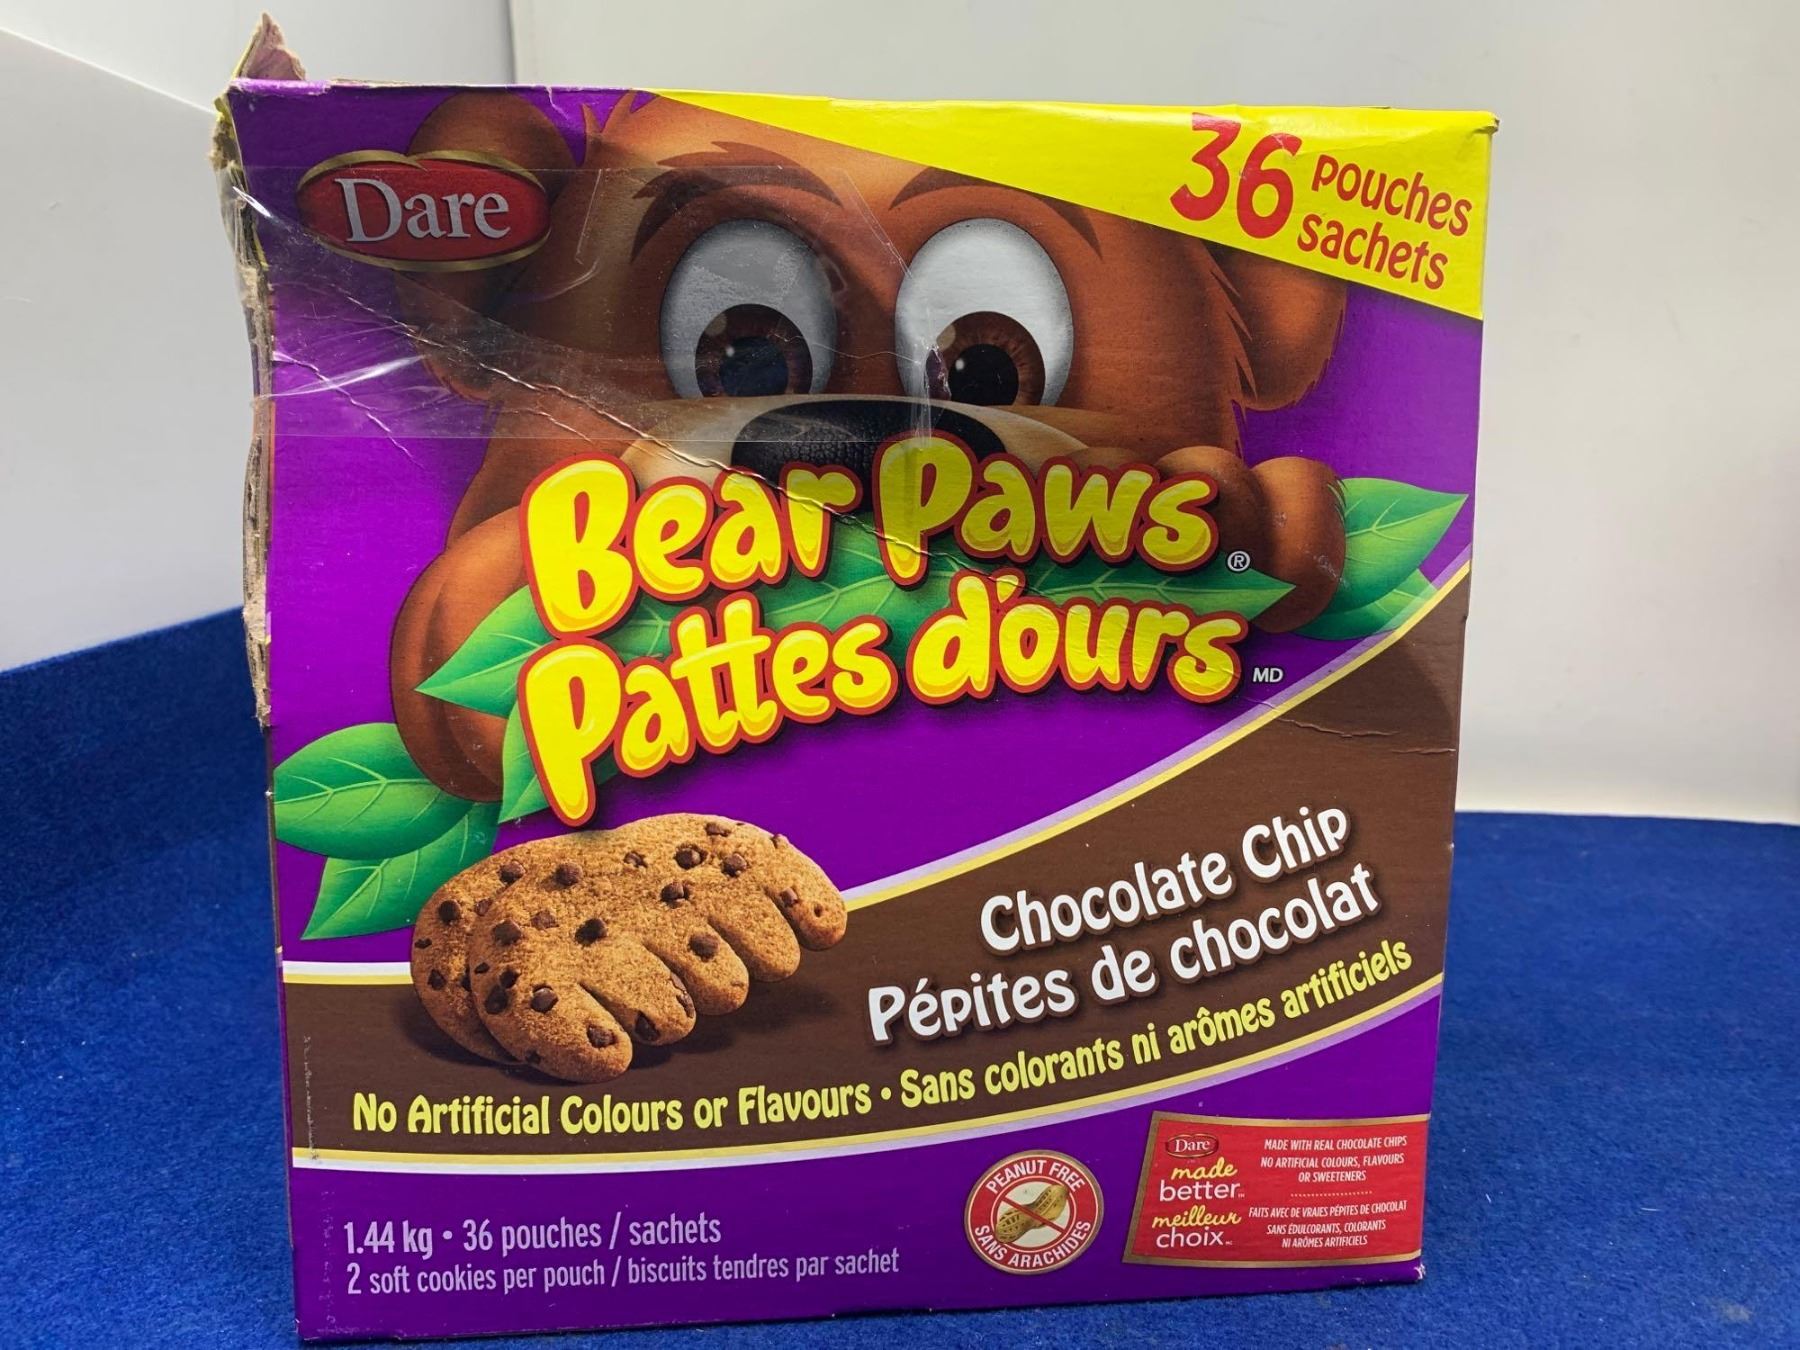 Dare
36 pouches
sachets
Bear Paws ®
Pattes d'ours MD
Chocolate Chip
Pépites de chocolat
No Artificial Colours or Flavours • Sans colorants ni arômes artificiels
1.44 kg • 36 pouches / sachets
2 soft cookies per pouch / biscuits tendres par sachet
PEANUT FREE
SANS ARACHIDES
Dare
made
better™
meilleur
choix
MADE WITH REAL CHOCOLATE CHIPS
NO ARTIFICIAL COLOURS, FLAVOURS
OR SWEETENERS
FAITS AVEC DE VRAIES PÉPITES DE CHOCOLAT
SANS ÉDULCORANTS, COLORANTS
NI ARÔMES ARTIFICIELS